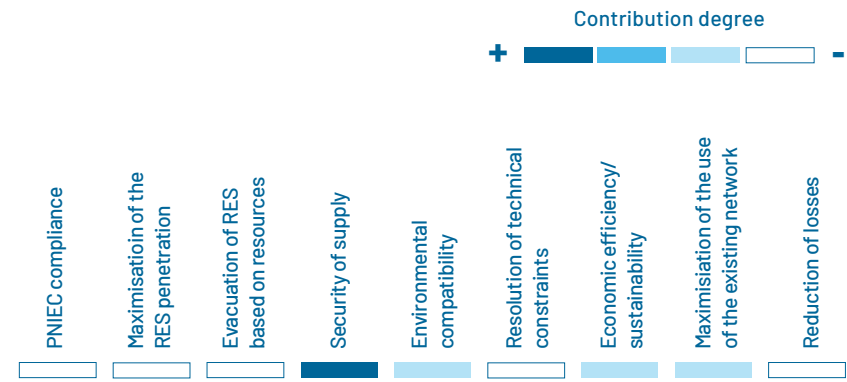 Contribution degree
+ -
PNIEC compliance
Maximisatioin of the
RES penetration
Evacuation of RES
based on resources
Security of supply
Environmental
compatibility
Resolution of technical
constraints
Economic efficiency/
sustainability
Maximisiation of the use
of the existing network
Reduction of losses